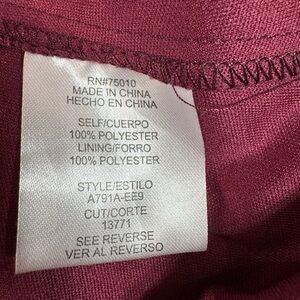 RN#75010
MADE IN CHINA
HECHO EN CHINA
SELF/CUERPO
100% POLYESTER
LINING/FORRO
100% POLYESTER
STYLE/ESTILO
A791A-EE9
CUT/CORTE
13771
SEE REVERSE
VER AL REVERSO